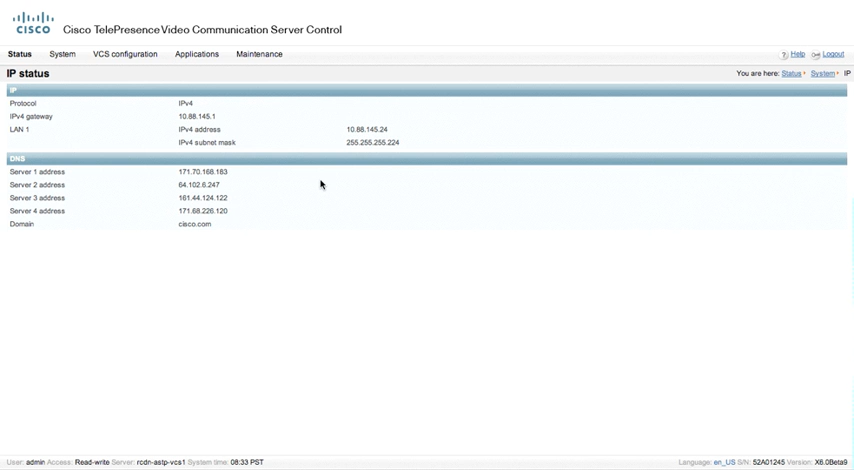 CISCO
Cisco TelePresence Video Communication Server Control
Status System VCS configuration Applications Maintenance
? Help Logout
IP status
You are here: Status System IP
IP
Protocol IPv4
IPv4 gateway 10.88.145.1
LAN 1 IPv4 address 10.88.145.24
IPv4 subnet mask 255.255.255.224
DNS
Server 1 address 171.70.168.183
Server 2 address 64.102.6.247
Server 3 address 161.44.124.122
Server 4 address 171.68.226.120
Domain cisco.com
User: admin Access: Read-write Server: rcdn-astp-vcs1 System time: 08:33 PST
Language: en_US S/N: 52A01245 Version: X6.0Beta9